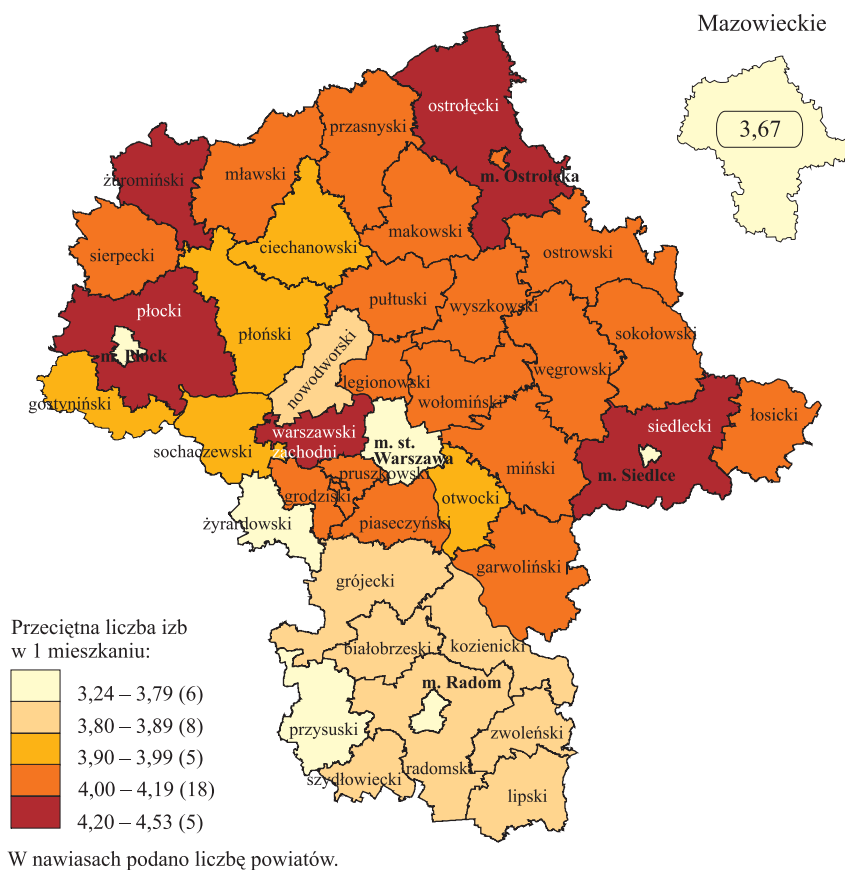 Mazowieckie
3,67
ostrołęcki
przasnyski
mławski
żuromiński
m. Ostrołęka
makowski
ciechanowski
ostrowski
sierpecki
pułtuski
wyszkowski
płocki
płoński
sokołowski
m. Płock
nowodworski
węgrowski
legionowski
gostyniński
wołomiński
łosicki
siedlecki
warszawski
zachodni
m. st.
Warszawa
sochaczewski
miński
m. Siedlce
pruszkowski
grodziski
otwocki
żyrardowski
piaseczyński
garwoliński
grójecki
białobrzeski
kozienicki
m. Radom
przysuski
zwoleński
szydłowiecki
radomski
lipski
Przeciętna liczba izb
w 1 mieszkaniu:
3,24 – 3,79 (6)
3,80 – 3,89 (8)
3,90 – 3,99 (5)
4,00 – 4,19 (18)
4,20 – 4,53 (5)
W nawiasach podano liczbę powiatów.